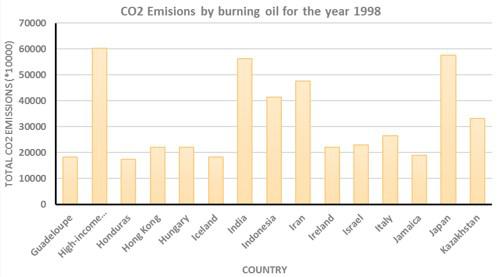 CO2 Emisions by burning oil for the year 1998
TOTAL CO2 EMISSIONS (*10000)
70000
60000
50000
40000
30000
20000
10000
0
Guadeloupe
High-income...
Honduras
Hong Kong
Hungary
Iceland
India
Indonesia
Iran
Ireland
Israel
Italy
Jamaica
Japan
Kazakhstan
COUNTRY